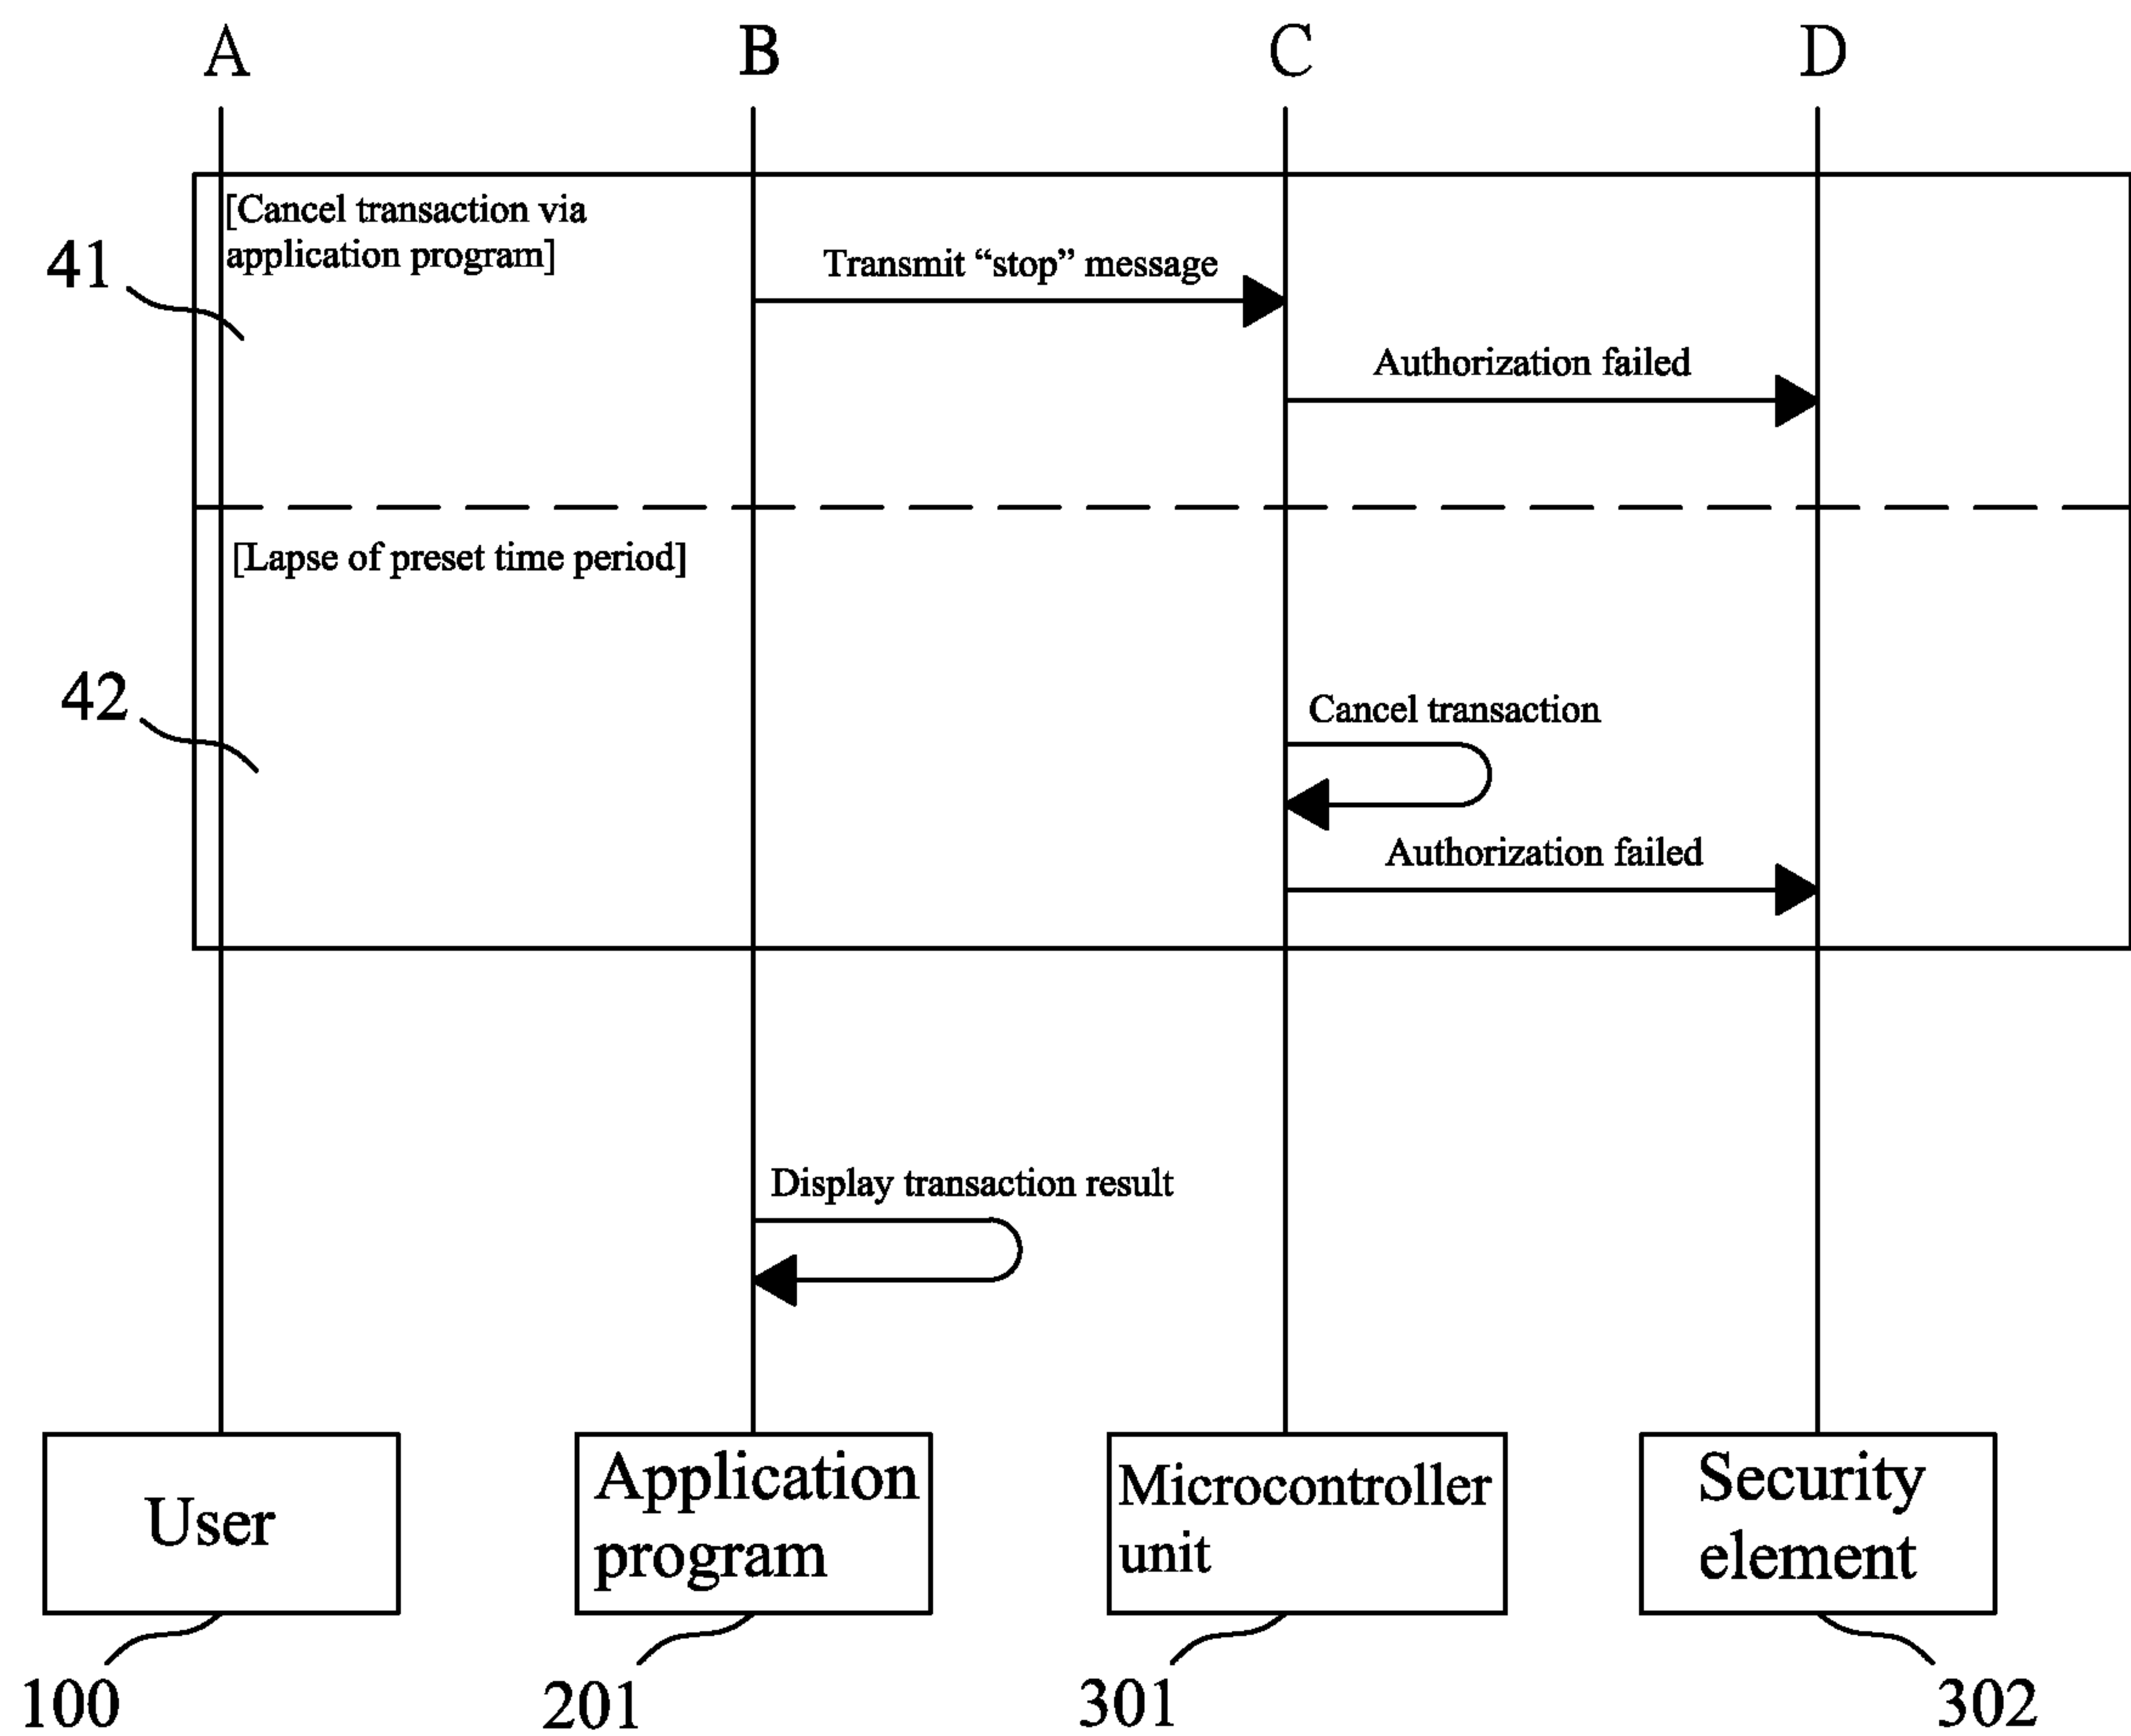 A
B
C
D
[Cancel transaction via
application program]
41
Transmit “stop” message
Authorization failed
[Lapse of preset time period]
42
Cancel transaction
Authorization failed
Display transaction result
User
Application
program
Microcontroller
unit
Security
element
100
201
301
302